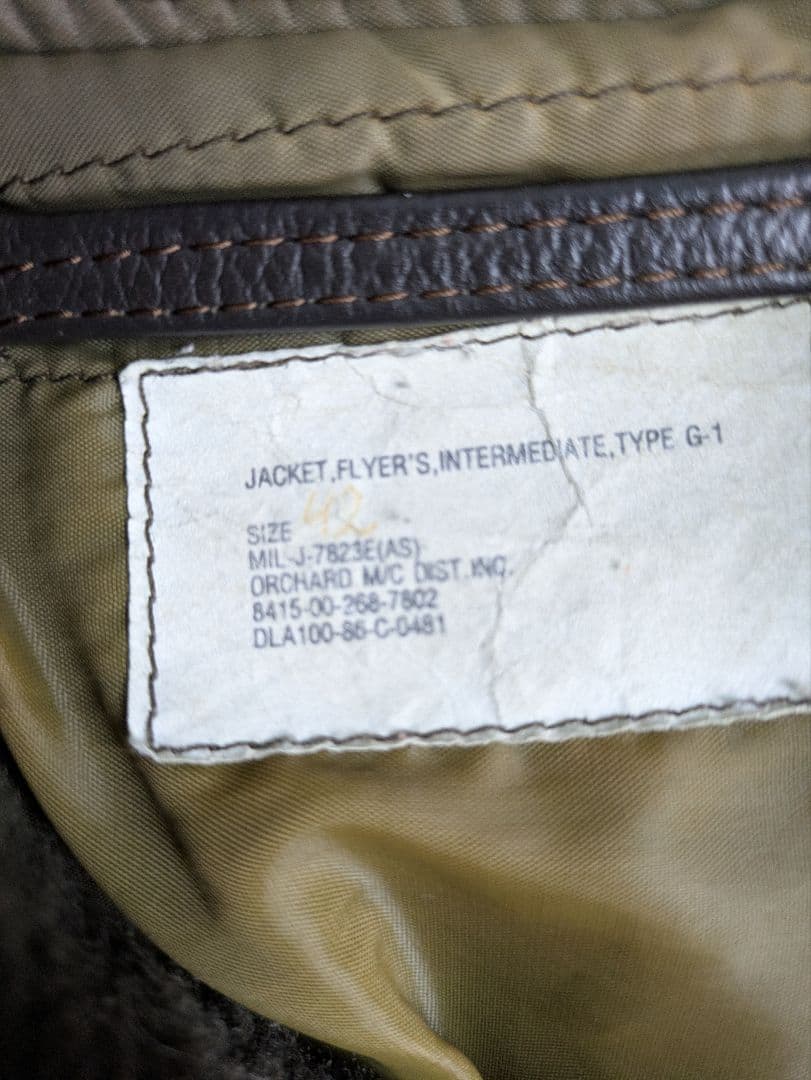 JACKET,FLYER'S,INTERMEDIATE,TYPE G-1
SIZE 42
MIL-J-7823E(AS)
ORCHARD M/C DIST.INC.
8415-00-268-7802
DLA100-86-C-0481